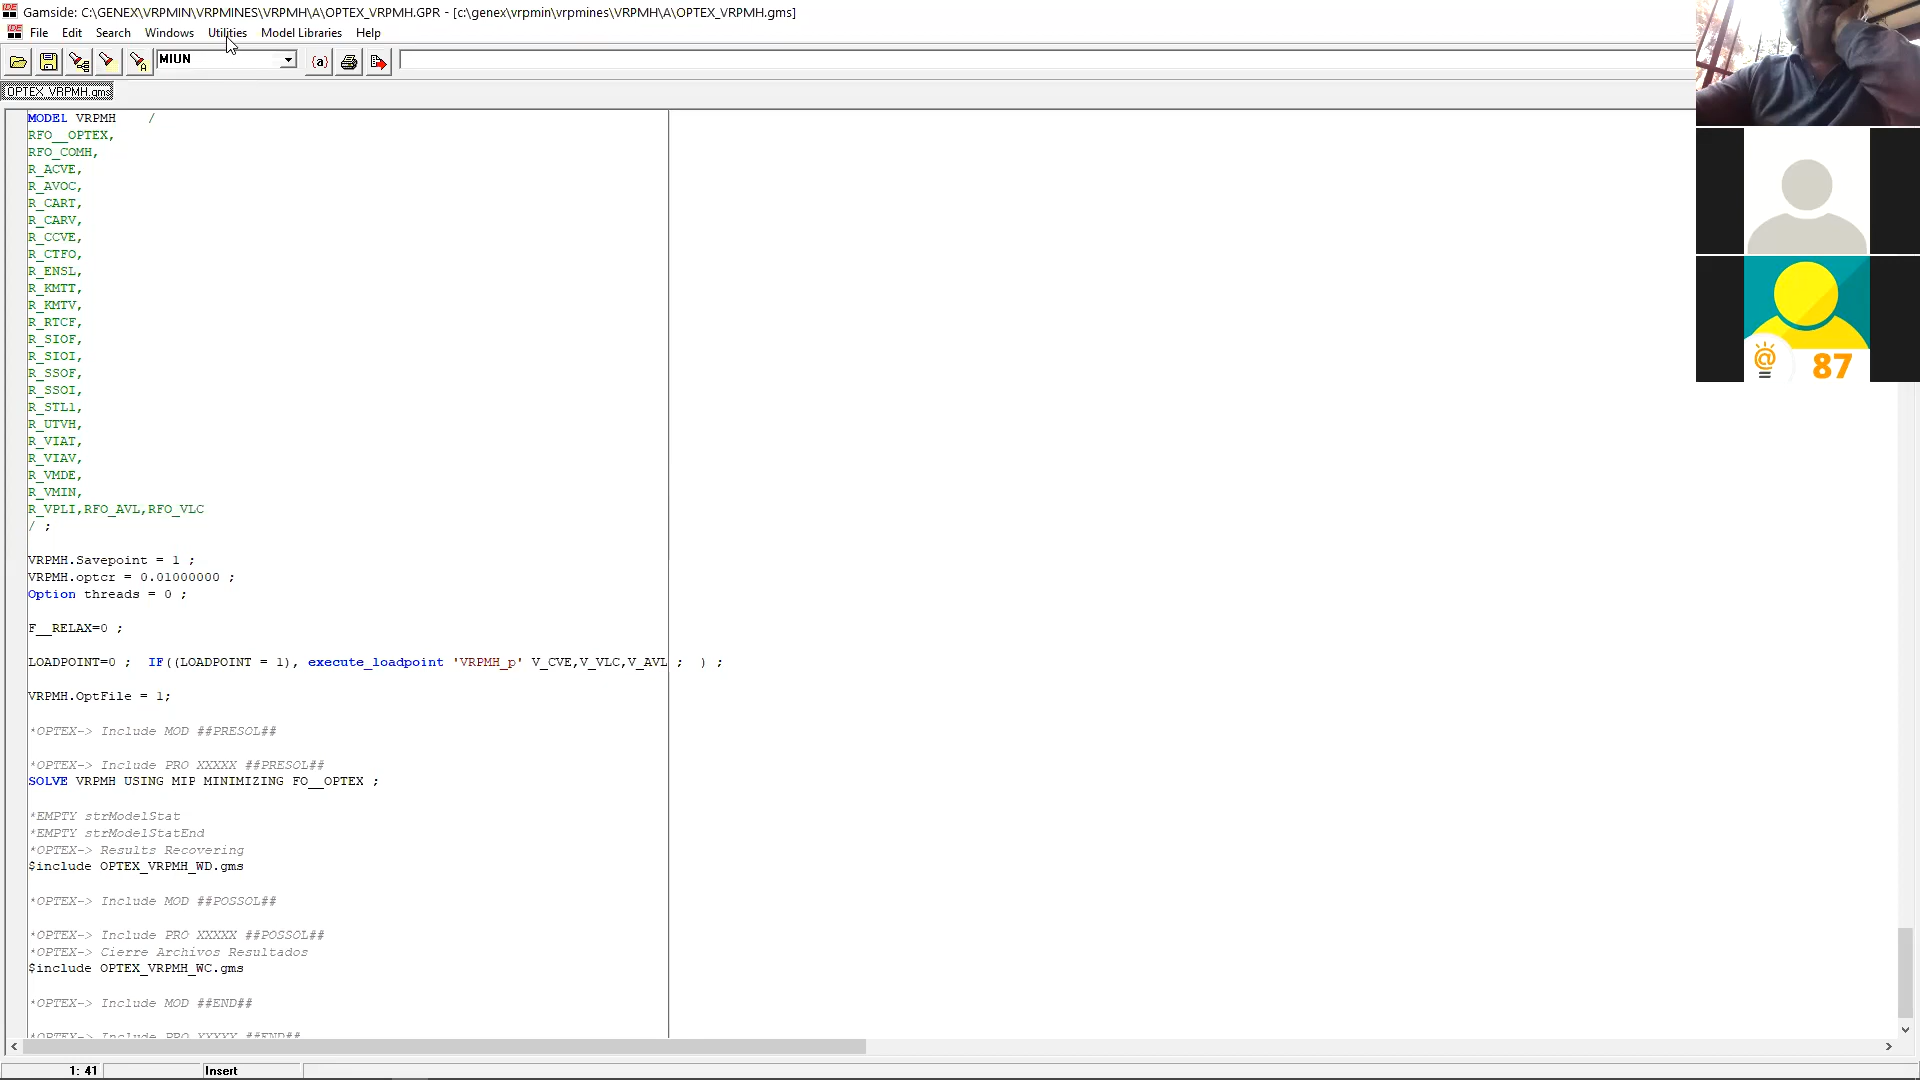 Gamside: C:\GENEX\VRPMIN\VRPMINES\VRPMH\A\OPTEX_VRPMH.GPR - [c:\genex\vrpmin\vrpmines\VRPMH\A\OPTEX_VRPMH.gms]
IDE File Edit Search Windows Utilities Model Libraries Help
MIUN {a}
OPTEX_VRPMH.gms
MODEL VRPMH /
RFO__OPTEX,
RFO_COMH,
R_ACVE,
R_AVOC,
R_CART,
R_CARV,
R_CCVE,
R_CTFO,
R_ENSL,
R_KMTT,
R_KMTV,
R_RTCF,
R_SIOF,
R_SIOI,
R_SSOF,
R_SSOI,
R_STL1,
R_UTVH,
R_VIAT,
R_VIAV,
R_VMDE,
R_VMIN,
R_VPLI,RFO_AVL,RFO_VLC
/ ;
VRPMH.Savepoint = 1 ;
VRPMH.optcr = 0.01000000 ;
Option threads = 0 ;
F__RELAX=0 ;
LOADPOINT=0 ; IF((LOADPOINT = 1), execute_loadpoint 'VRPMH_p' V_CVE,V_VLC,V_AVL ; ) ;
VRPMH.OptFile = 1;
*OPTEX-> Include MOD ##PRESOL##
*OPTEX-> Include PRO XXXXX ##PRESOL##
SOLVE VRPMH USING MIP MINIMIZING FO__OPTEX ;
*EMPTY strModelStat
*EMPTY strModelStatEnd
*OPTEX-> Results Recovering
$include OPTEX_VRPMH_WD.gms
*OPTEX-> Include MOD ##POSSOL##
*OPTEX-> Include PRO XXXXX ##POSSOL##
*OPTEX-> Cierre Archivos Resultados
$include OPTEX_VRPMH_WC.gms
*OPTEX-> Include MOD ##END##
*OPTEX-> Include PRO XXXXX ##END##
1: 41 Insert
@ 87